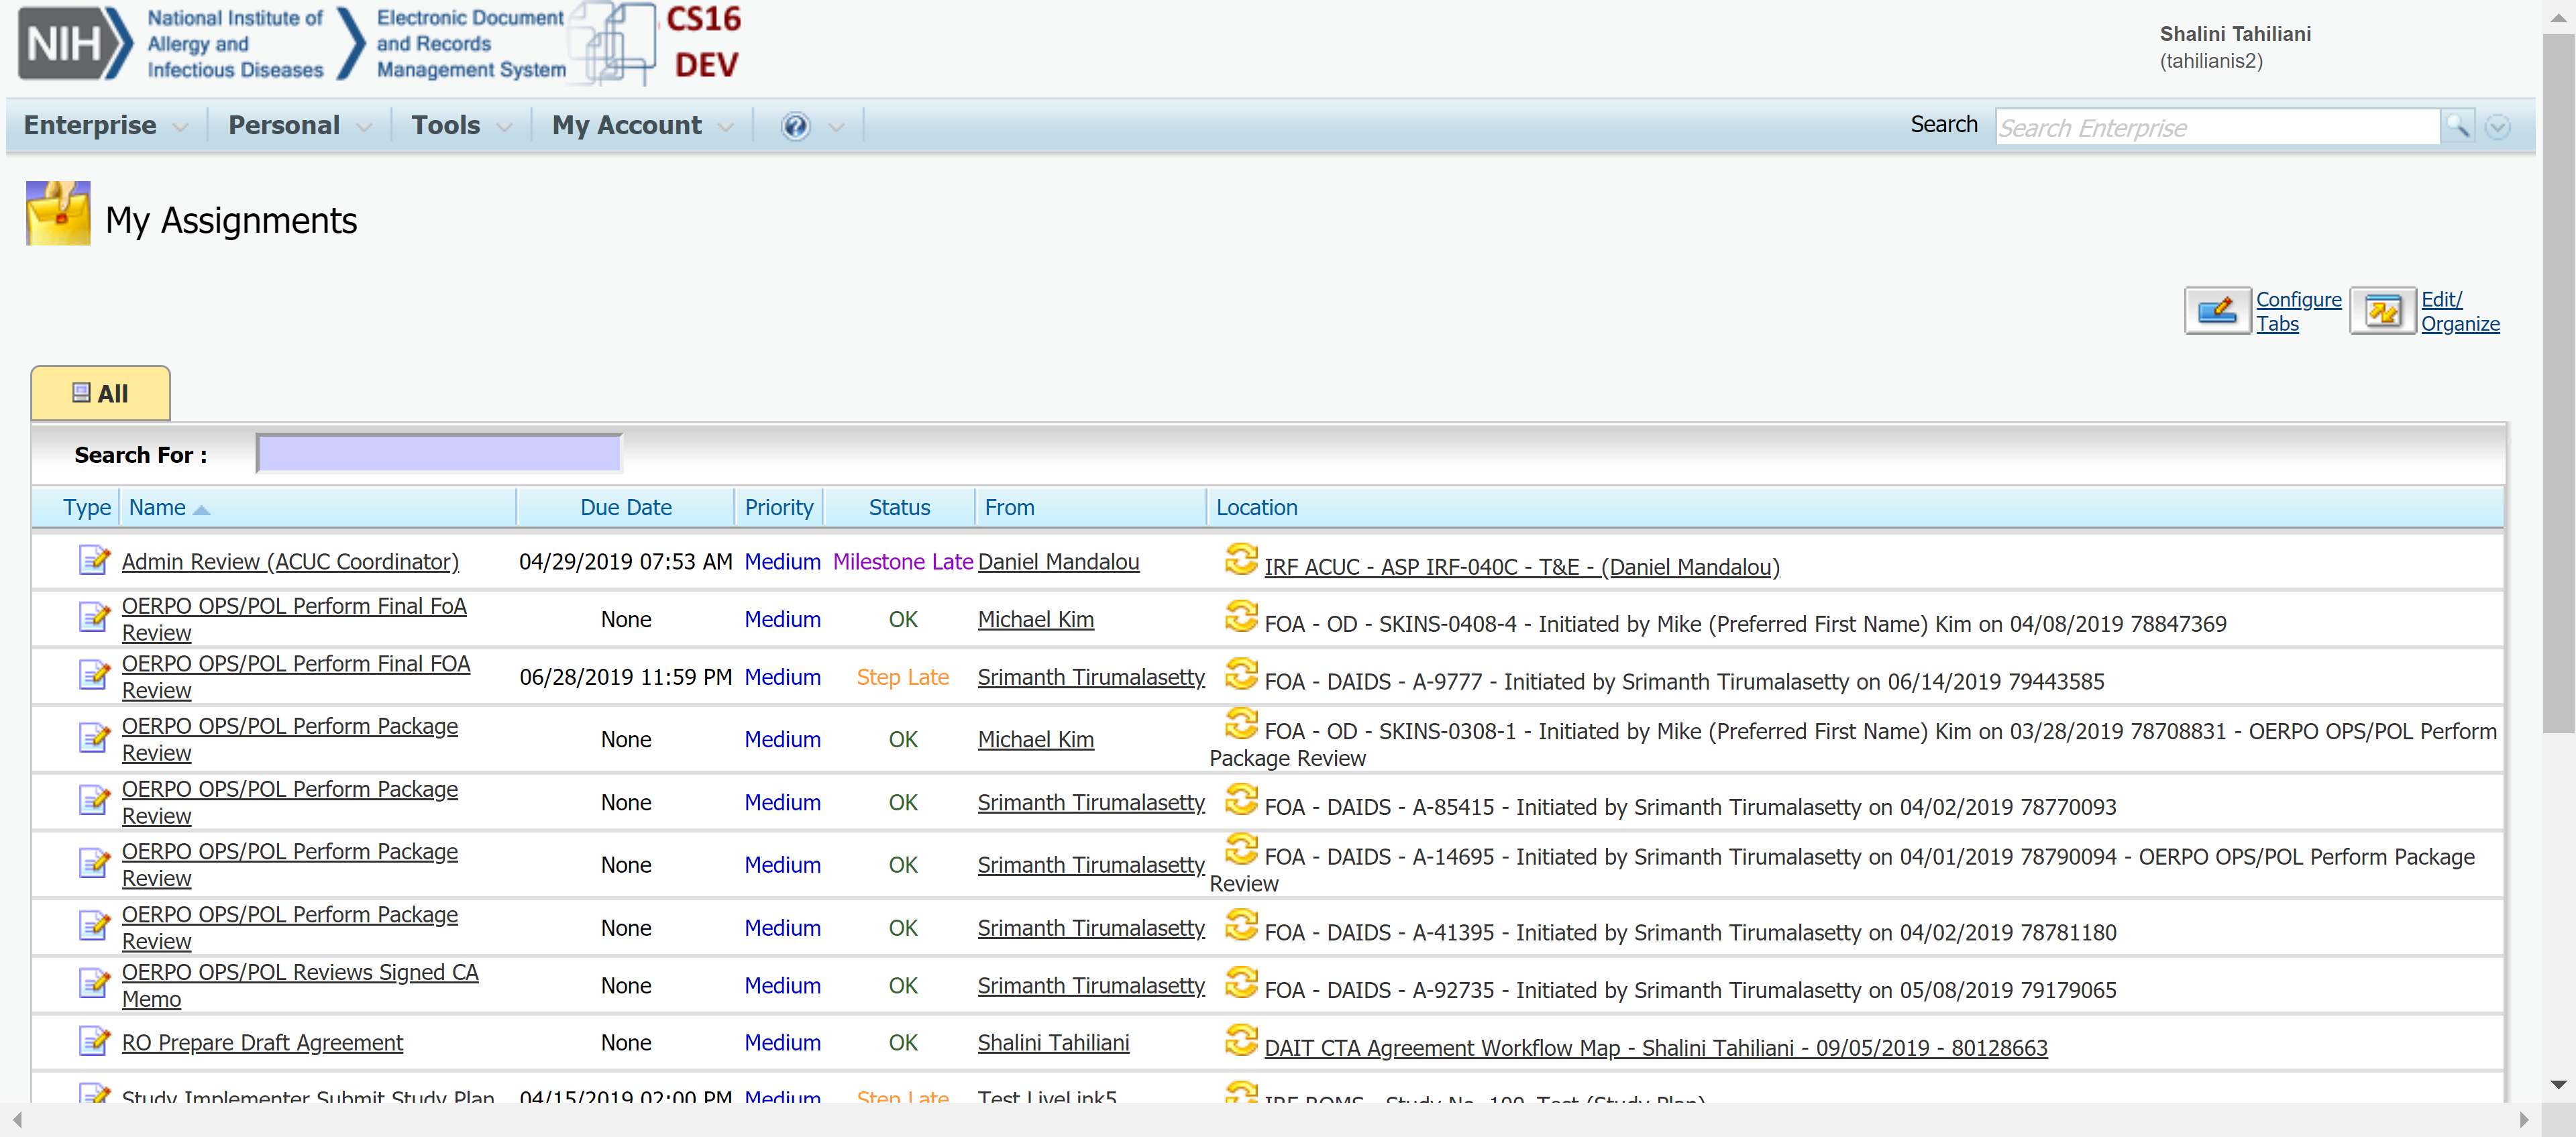 NIH National Institute of Allergy and Infectious Diseases
Electronic Document and Records Management System
CS16 DEV
Shalini Tahiliani
(tahilianis2)
Enterprise Personal Tools My Account ? Search Search Enterprise
My Assignments
Configure Tabs Edit/ Organize
All
Search For :
Type Name Due Date Priority Status From Location
Admin Review (ACUC Coordinator) 04/29/2019 07:53 AM Medium Milestone Late Daniel Mandalou IRF ACUC - ASP IRF-040C - T&E - (Daniel Mandalou)
OERPO OPS/POL Perform Final FoA Review None Medium OK Michael Kim FOA - OD - SKINS-0408-4 - Initiated by Mike (Preferred First Name) Kim on 04/08/2019 78847369
OERPO OPS/POL Perform Final FOA Review 06/28/2019 11:59 PM Medium Step Late Srimanth Tirumalasetty FOA - DAIDS - A-9777 - Initiated by Srimanth Tirumalasetty on 06/14/2019 79443585
OERPO OPS/POL Perform Package Review None Medium OK Michael Kim FOA - OD - SKINS-0308-1 - Initiated by Mike (Preferred First Name) Kim on 03/28/2019 78708831 - OERPO OPS/POL Perform Package Review
OERPO OPS/POL Perform Package Review None Medium OK Srimanth Tirumalasetty FOA - DAIDS - A-85415 - Initiated by Srimanth Tirumalasetty on 04/02/2019 78770093
OERPO OPS/POL Perform Package Review None Medium OK Srimanth Tirumalasetty FOA - DAIDS - A-14695 - Initiated by Srimanth Tirumalasetty on 04/01/2019 78790094 - OERPO OPS/POL Perform Package Review
OERPO OPS/POL Perform Package Review None Medium OK Srimanth Tirumalasetty FOA - DAIDS - A-41395 - Initiated by Srimanth Tirumalasetty on 04/02/2019 78781180
OERPO OPS/POL Reviews Signed CA Memo None Medium OK Srimanth Tirumalasetty FOA - DAIDS - A-92735 - Initiated by Srimanth Tirumalasetty on 05/08/2019 79179065
RO Prepare Draft Agreement None Medium OK Shalini Tahiliani DAIT CTA Agreement Workflow Map - Shalini Tahiliani - 09/05/2019 - 80128663
Study Implementer Submit Study Plan 04/15/2019 02:00 PM Medium Step Late Test LiveLink5 IRF ROMS - Study No. 100, Test (Study Plan)